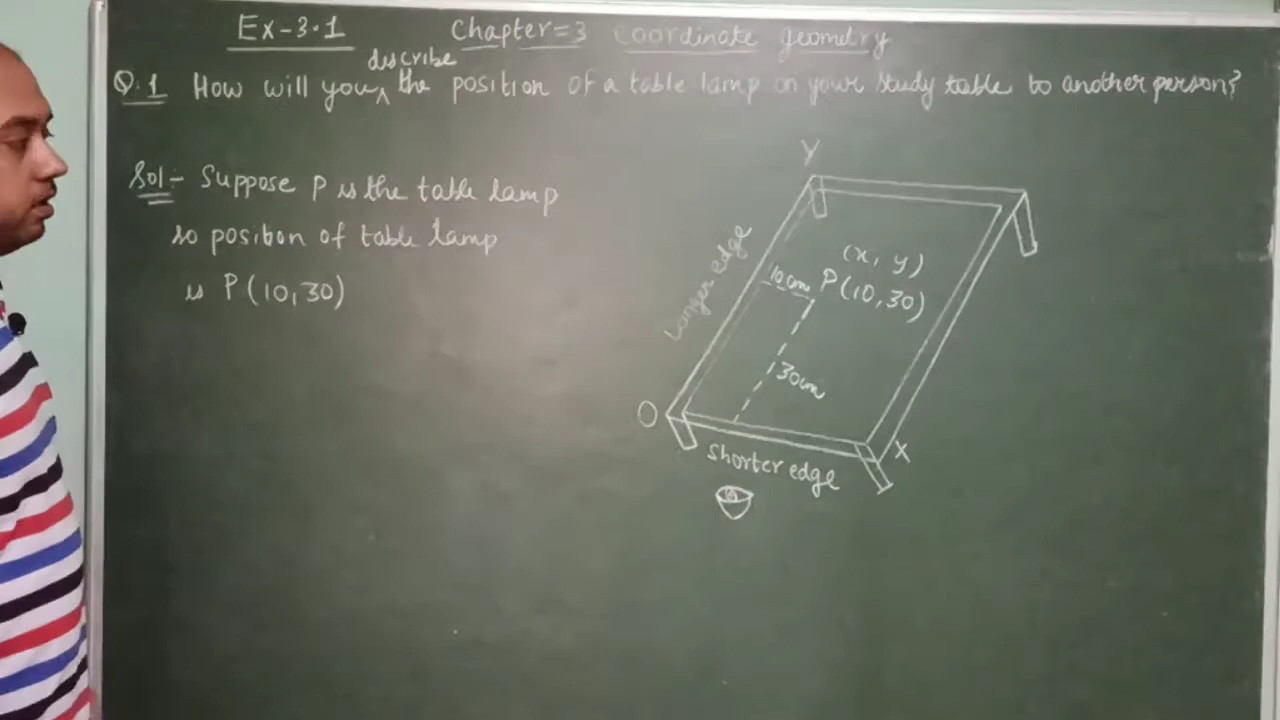 Ex-3.1 Chapter=3 coordinate geometry
describe
Q.1 How will you ^ the position of a table lamp on your study table to another person?
Sol:- Suppose P is the table lamp
so position of table lamp
is P(10,30)
Y
Longer edge
(x, y)
10cm P(10,30)
30cm
O
X
Shorter edge